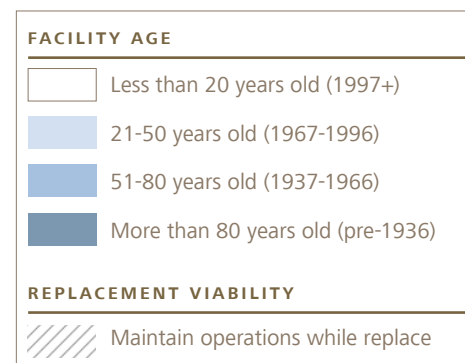 FACILITY AGE
Less than 20 years old (1997+)
21-50 years old (1967-1996)
51-80 years old (1937-1966)
More than 80 years old (pre-1936)
REPLACEMENT VIABILITY
Maintain operations while replace